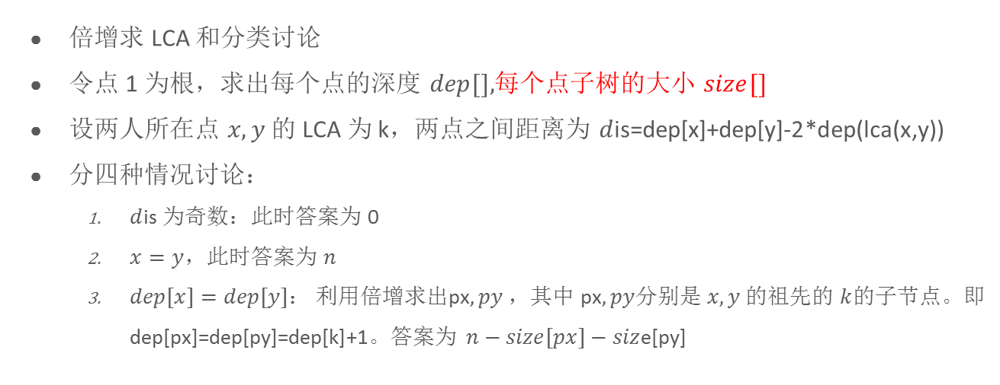 • 倍增求 LCA 和分类讨论
• 令点 1 为根，求出每个点的深度 dep[],每个点子树的大小 size[]
• 设两人所在点 x, y 的 LCA 为 k，两点之间距离为 dis=dep[x]+dep[y]-2*dep(lca(x,y))
• 分四种情况讨论：
1. dis 为奇数：此时答案为 0
2. x = y，此时答案为 n
3. dep[x] = dep[y]： 利用倍增求出px, py ，其中 px, py分别是 x, y 的祖先的 k的子节点。即
dep[px]=dep[py]=dep[k]+1。答案为 n − size[px] − size[py]